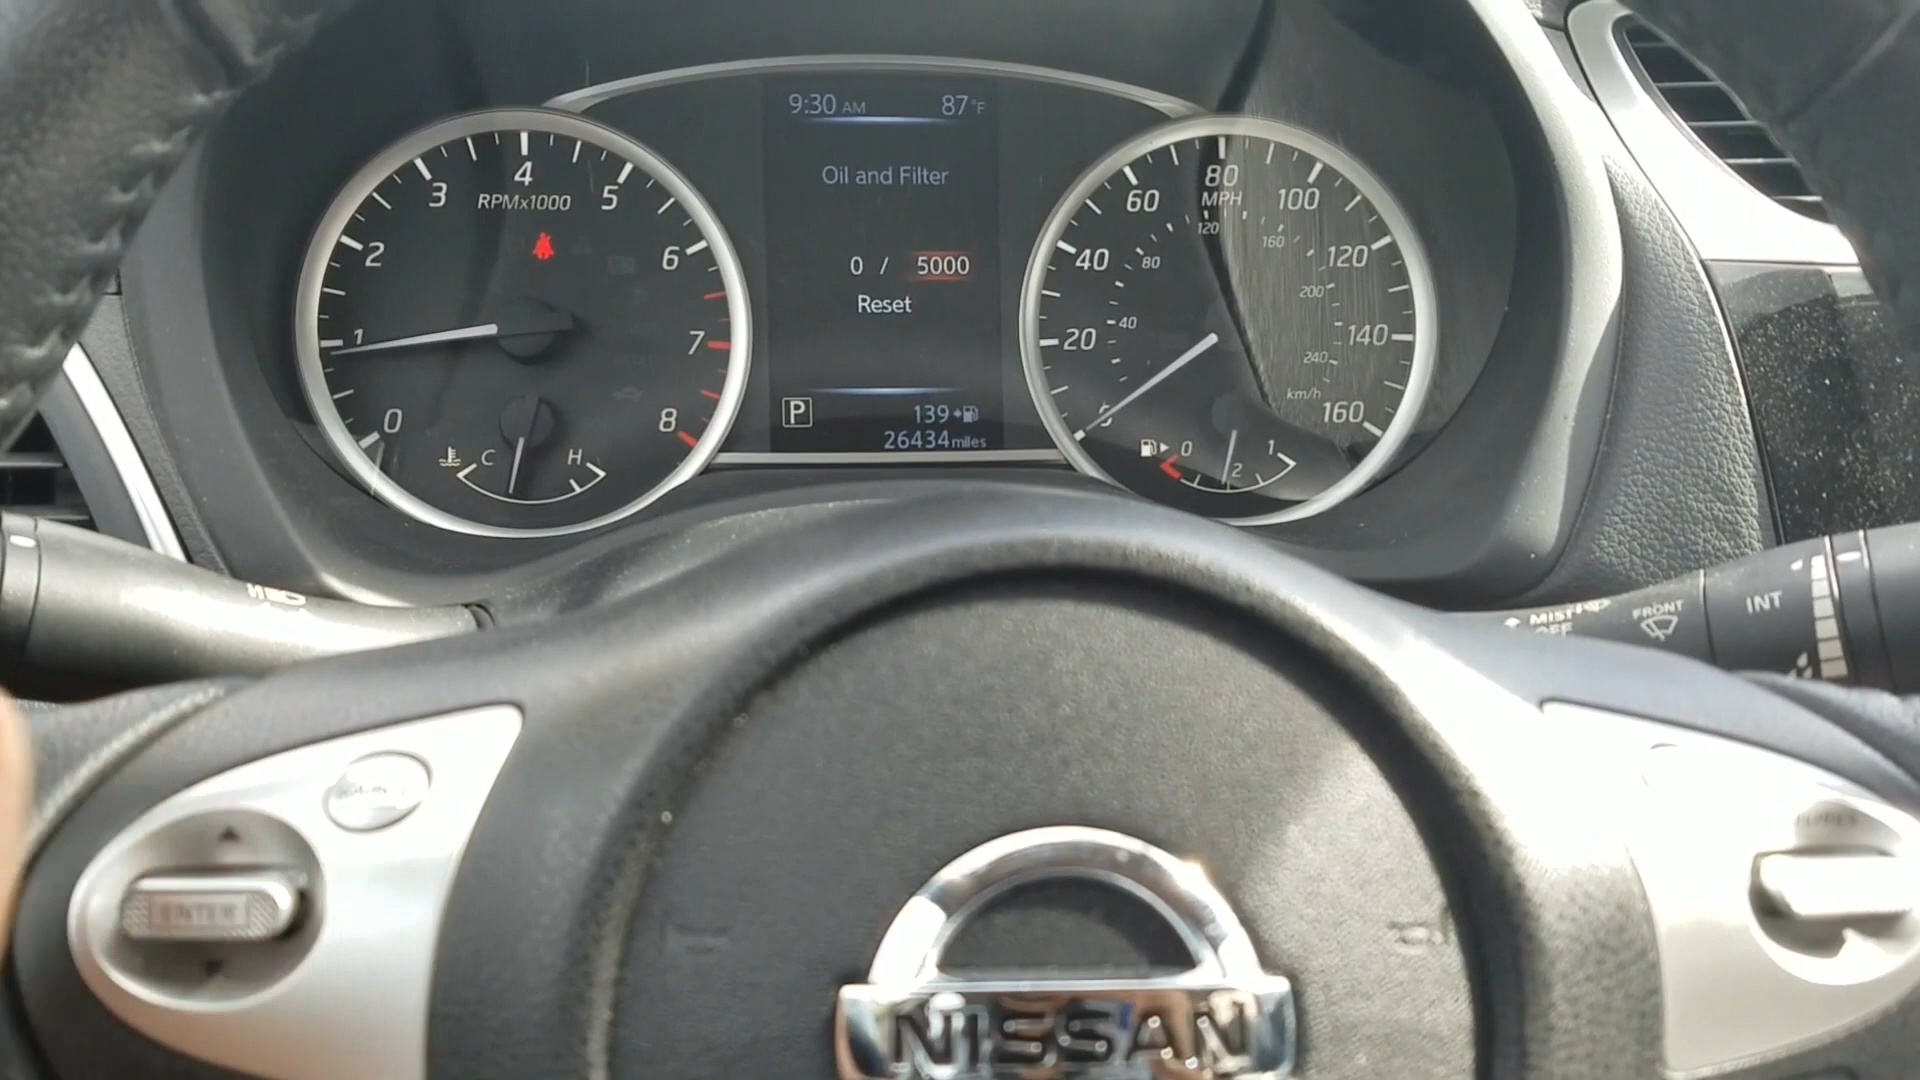 9:30 AM 87°F
Oil and Filter
0 / 5000
Reset
P
139
26434 miles
0
1
2
3
4
5
6
7
8
RPMx1000
C H
20
40
60
80
100
120
140
160
MPH
40
80
120
160
200
240
km/h
0
2
1
MIST
OFF
FRONT
INT
ENTER
NISSAN